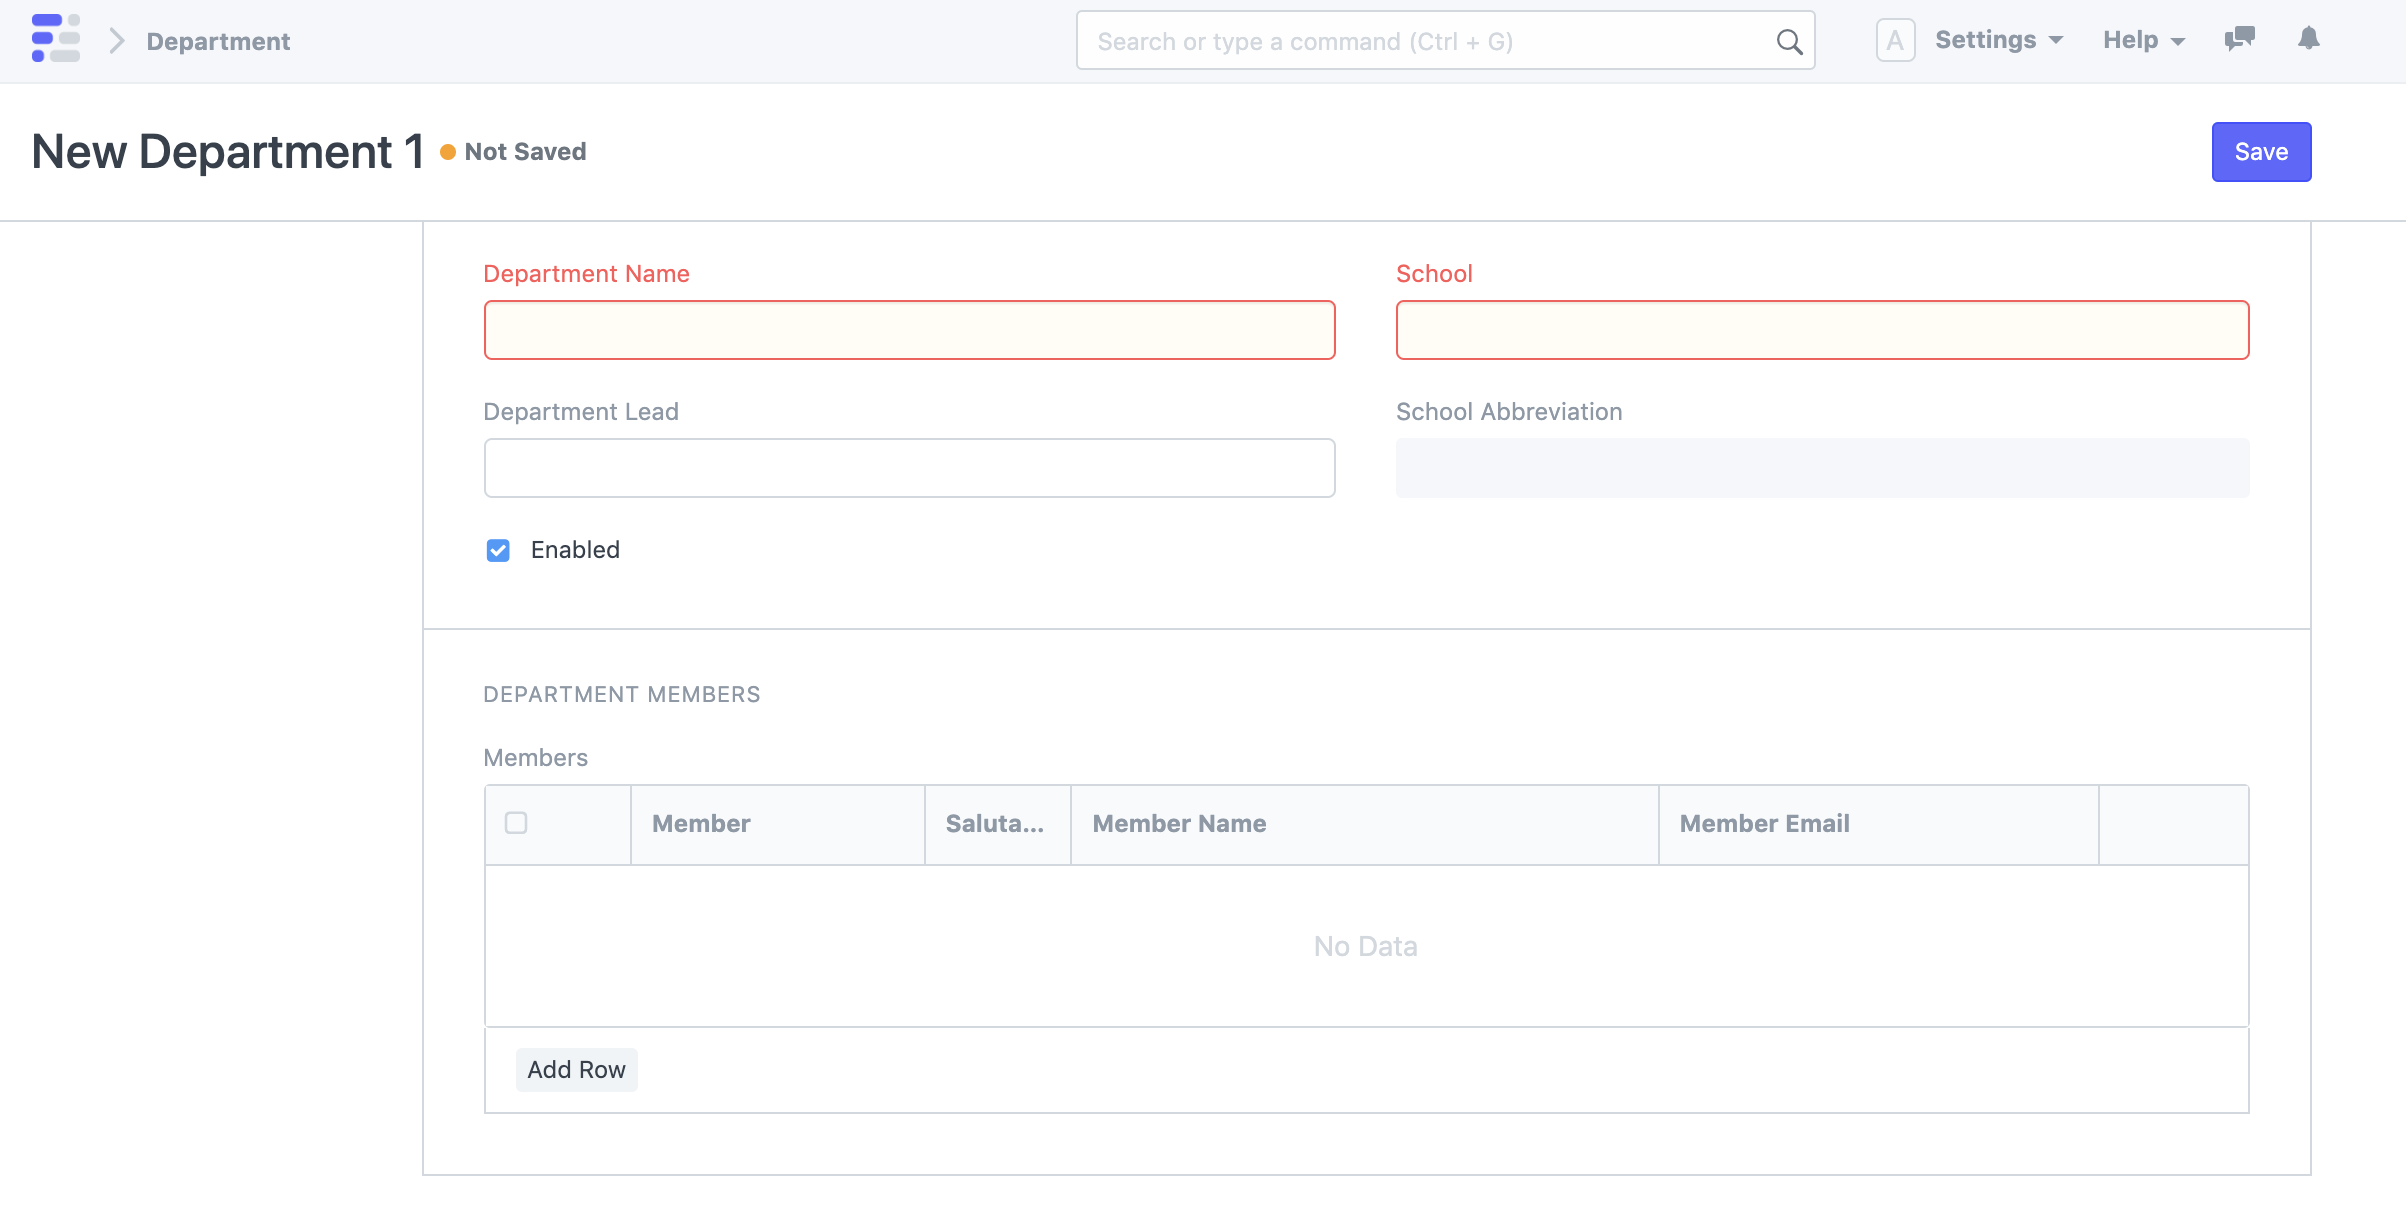 Department
Search or type a command (Ctrl + G)
A
Settings
Help
New Department 1
Not Saved
Save
Department Name
School
Department Lead
School Abbreviation
Enabled
DEPARTMENT MEMBERS
Members
Member
Saluta...
Member Name
Member Email
No Data
Add Row